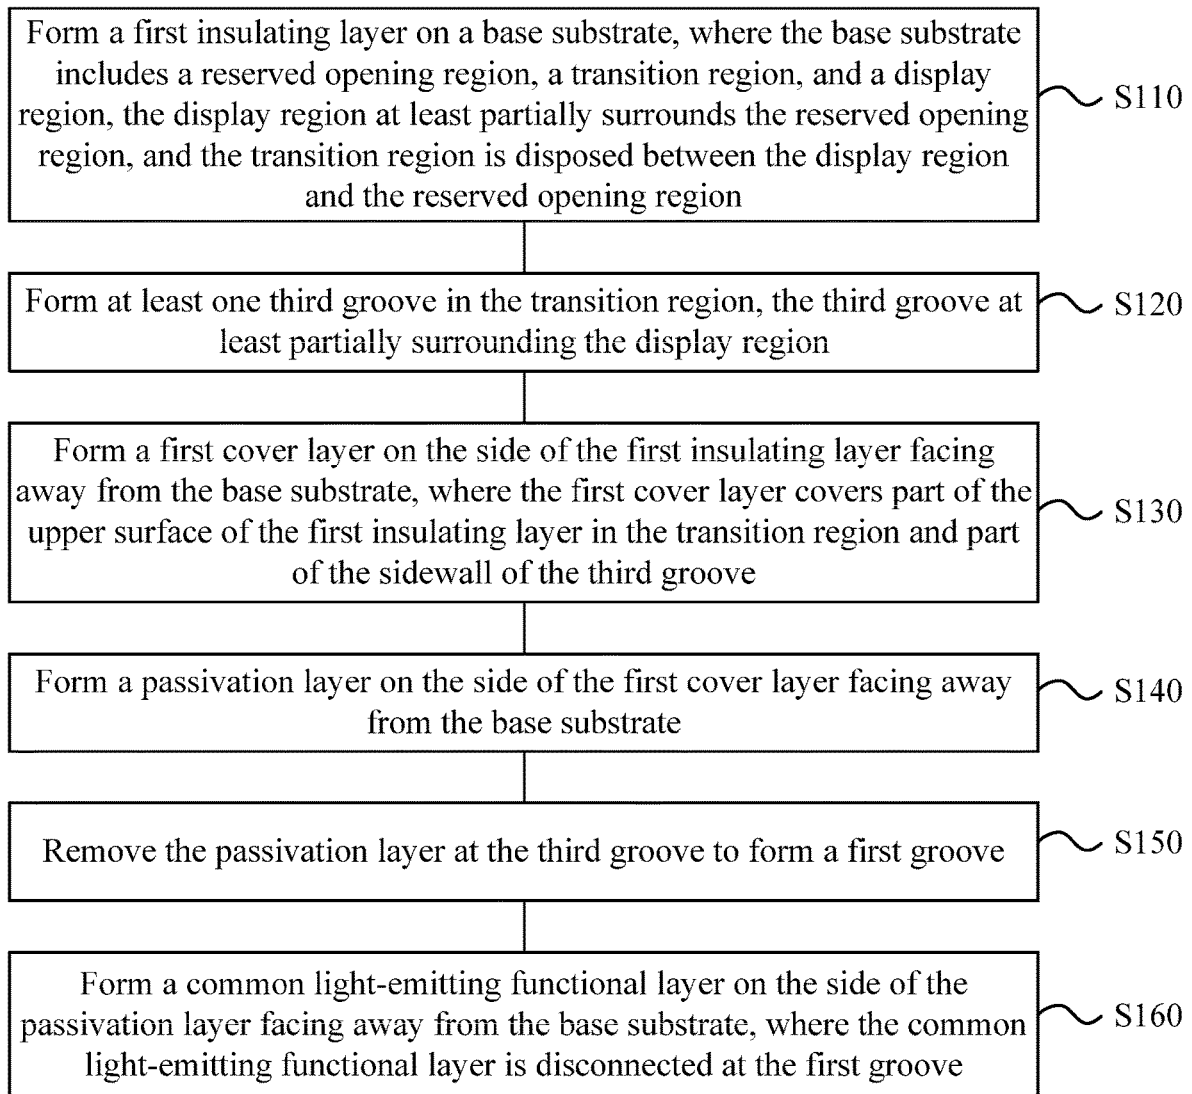 Form a first insulating layer on a base substrate, where the base substrate
includes a reserved opening region, a transition region, and a display
region, the display region at least partially surrounds the reserved opening
region, and the transition region is disposed between the display region
and the reserved opening region
S110
Form at least one third groove in the transition region, the third groove at
least partially surrounding the display region
S120
Form a first cover layer on the side of the first insulating layer facing
away from the base substrate, where the first cover layer covers part of the
upper surface of the first insulating layer in the transition region and part
of the sidewall of the third groove
S130
Form a passivation layer on the side of the first cover layer facing away
from the base substrate
S140
Remove the passivation layer at the third groove to form a first groove
S150
Form a common light-emitting functional layer on the side of the
passivation layer facing away from the base substrate, where the common
light-emitting functional layer is disconnected at the first groove
S160